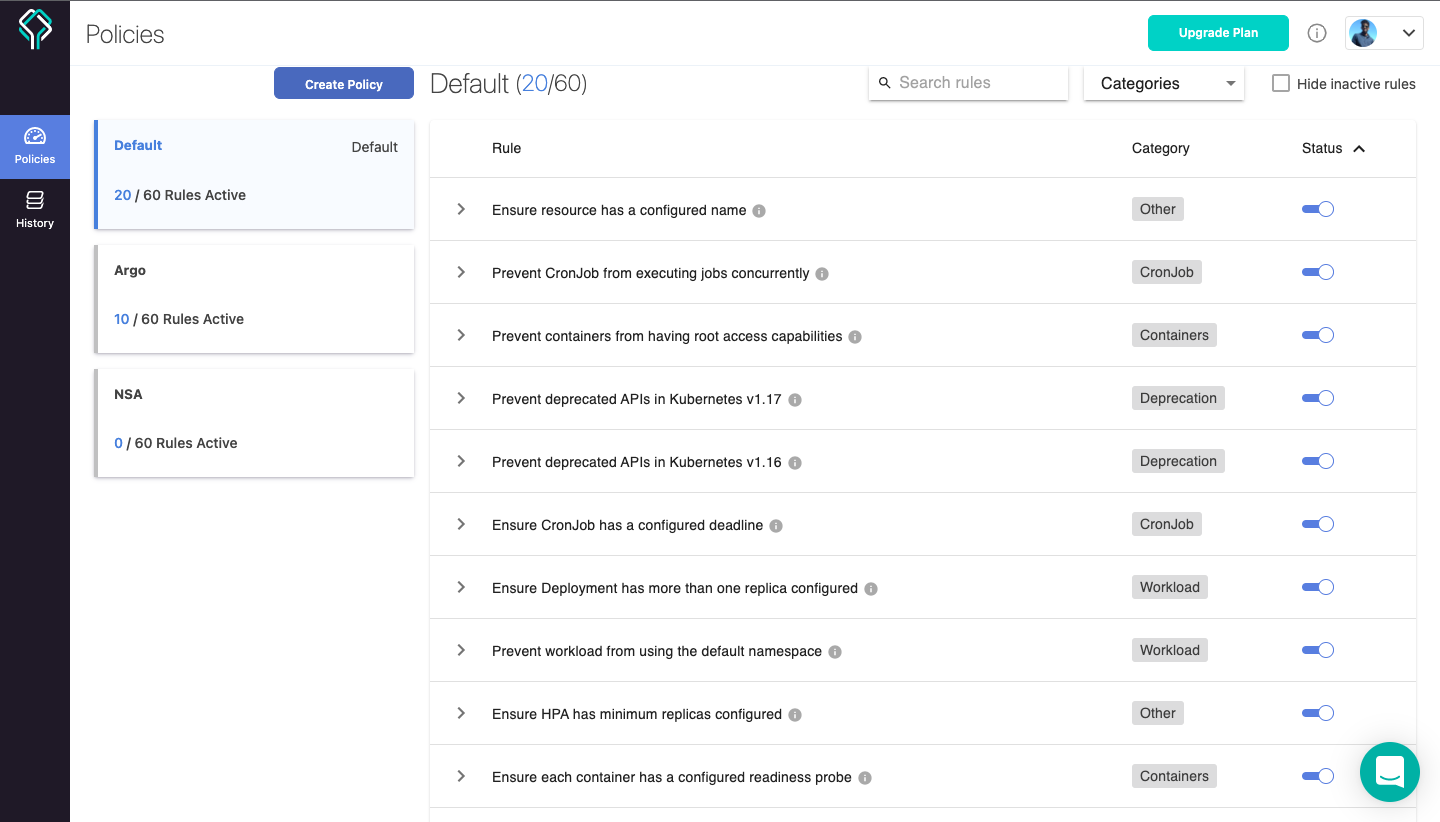 Policies
Upgrade Plan
Create Policy
Default (20/60)
Search rules
Categories
Hide inactive rules
Policies
History
Default
Default
20 / 60 Rules Active
Argo
10 / 60 Rules Active
NSA
0 / 60 Rules Active
Rule Category Status
Ensure resource has a configured name Other
Prevent CronJob from executing jobs concurrently CronJob
Prevent containers from having root access capabilities Containers
Prevent deprecated APIs in Kubernetes v1.17 Deprecation
Prevent deprecated APIs in Kubernetes v1.16 Deprecation
Ensure CronJob has a configured deadline CronJob
Ensure Deployment has more than one replica configured Workload
Prevent workload from using the default namespace Workload
Ensure HPA has minimum replicas configured Other
Ensure each container has a configured readiness probe Containers